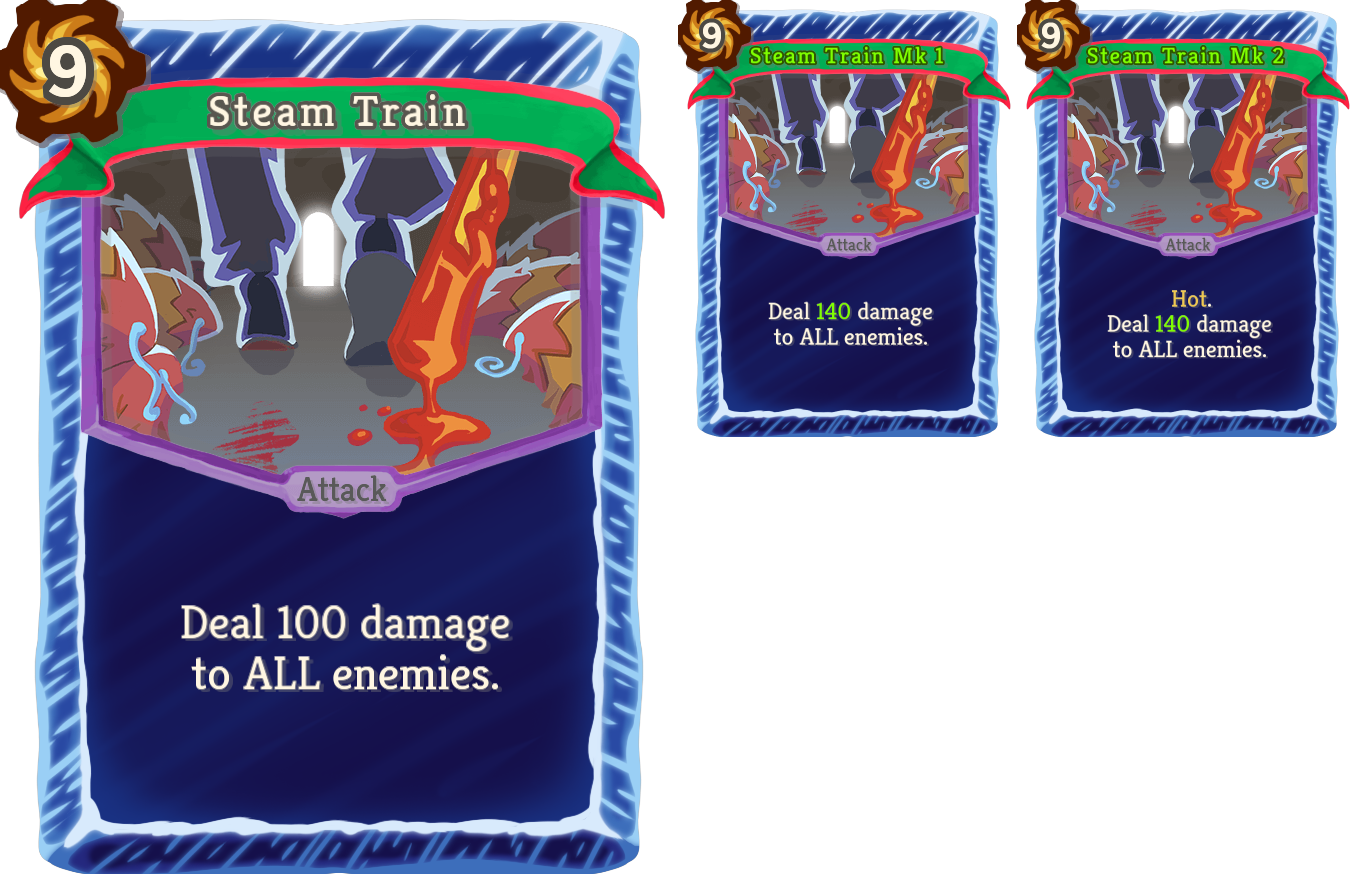 9
Steam Train
Attack
Deal 100 damage
to ALL enemies.
9
Steam Train Mk 1
Attack
Deal 140 damage
to ALL enemies.
9
Steam Train Mk 2
Attack
Hot.
Deal 140 damage
to ALL enemies.